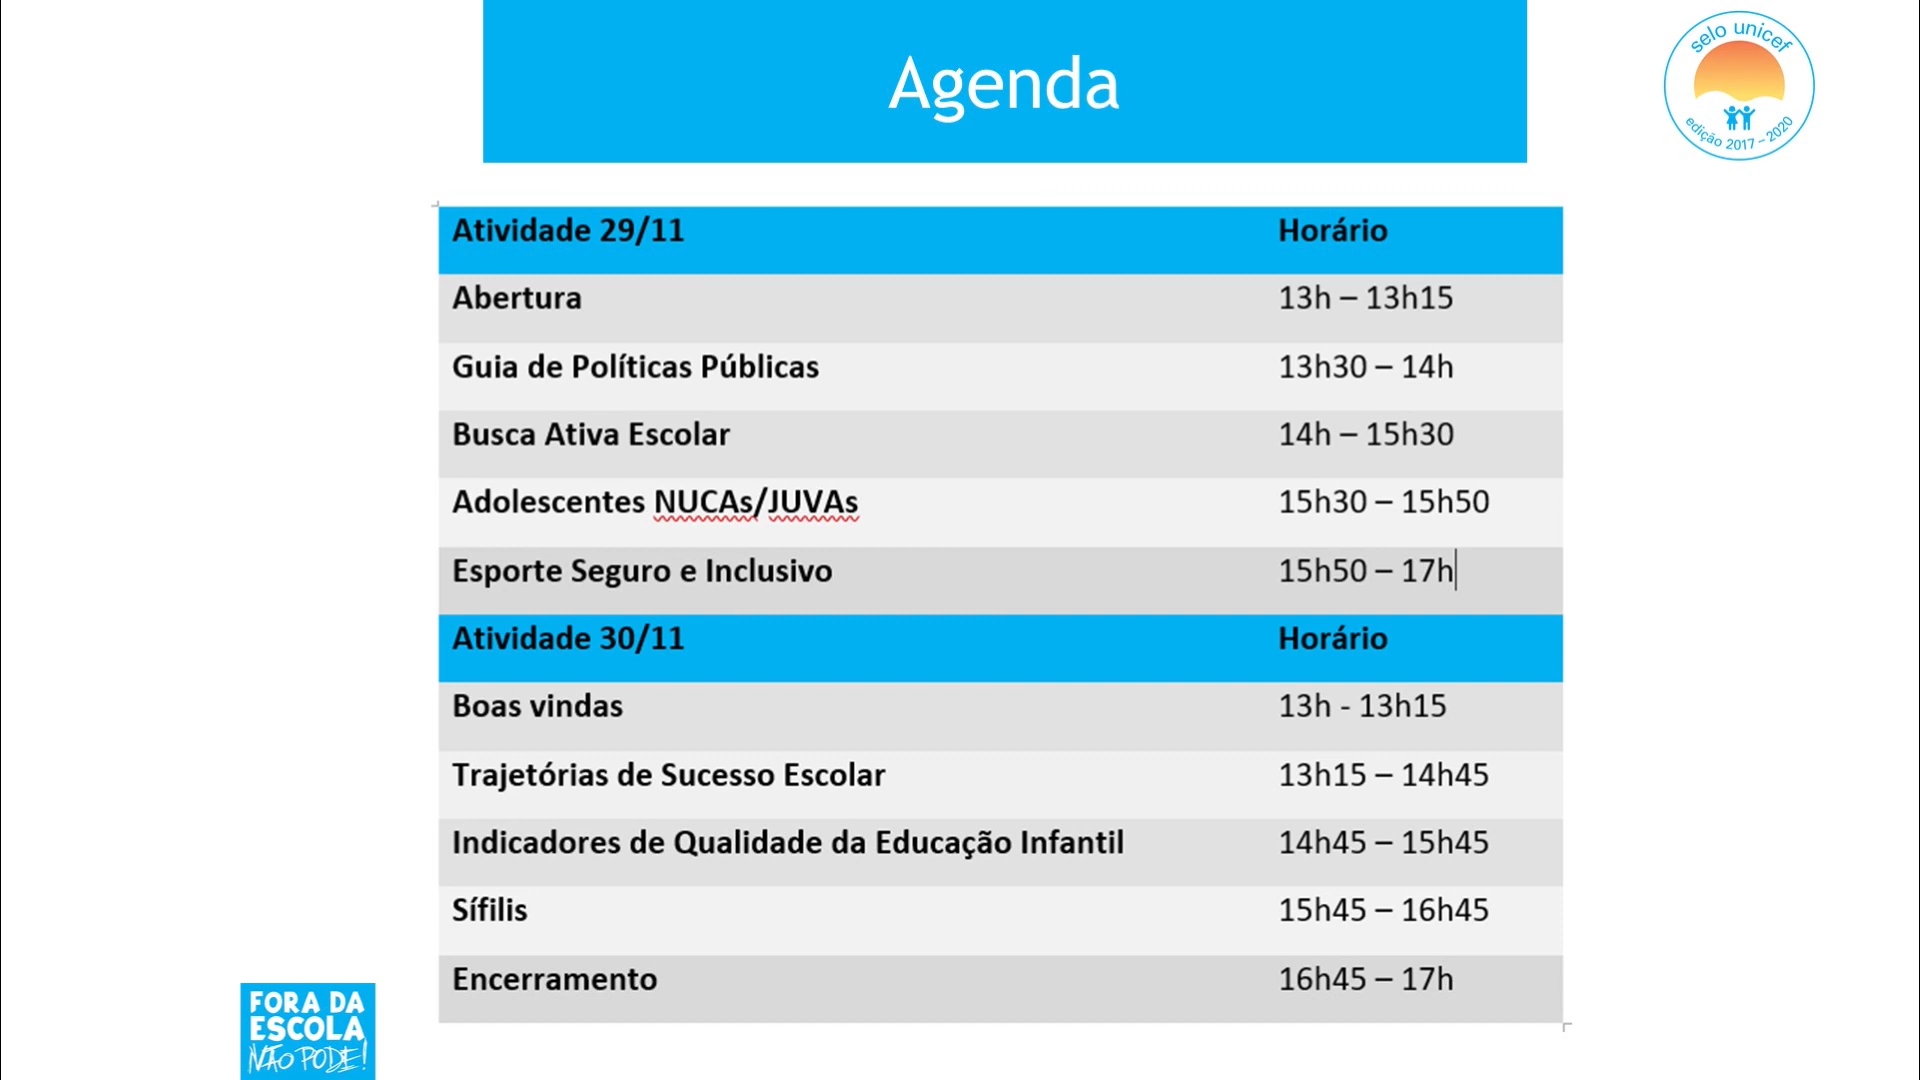 Agenda
selo unicef
edição 2017 – 2020
Atividade 29/11 Horário
Abertura 13h – 13h15
Guia de Políticas Públicas 13h30 – 14h
Busca Ativa Escolar 14h – 15h30
Adolescentes NUCAs/JUVAs 15h30 – 15h50
Esporte Seguro e Inclusivo 15h50 – 17h
Atividade 30/11 Horário
Boas vindas 13h - 13h15
Trajetórias de Sucesso Escolar 13h15 – 14h45
Indicadores de Qualidade da Educação Infantil 14h45 – 15h45
Sífilis 15h45 – 16h45
Encerramento 16h45 – 17h
FORA DA
ESCOLA
NÃO PODE!